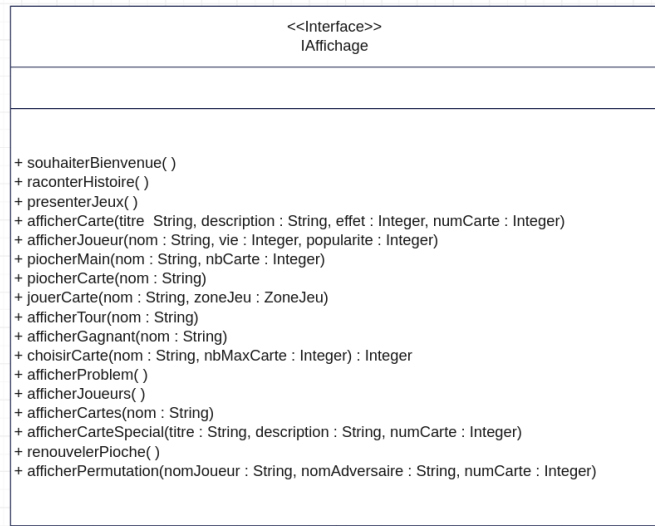 <<Interface>>
IAffichage
+ souhaiterBienvenue( )
+ raconterHistoire( )
+ presenterJeux( )
+ afficherCarte(titre  String, description : String, effet : Integer, numCarte : Integer)
+ afficherJoueur(nom : String, vie : Integer, popularite : Integer)
+ piocherMain(nom : String, nbCarte : Integer)
+ piocherCarte(nom : String)
+ jouerCarte(nom : String, zoneJeu : ZoneJeu)
+ afficherTour(nom : String)
+ afficherGagnant(nom : String)
+ choisirCarte(nom : String, nbMaxCarte : Integer) : Integer
+ afficherProblem( )
+ afficherJoueurs( )
+ afficherCartes(nom : String)
+ afficherCarteSpecial(titre : String, description : String, numCarte : Integer)
+ renouvelerPioche( )
+ afficherPermutation(nomJoueur : String, nomAdversaire : String, numCarte : Integer)